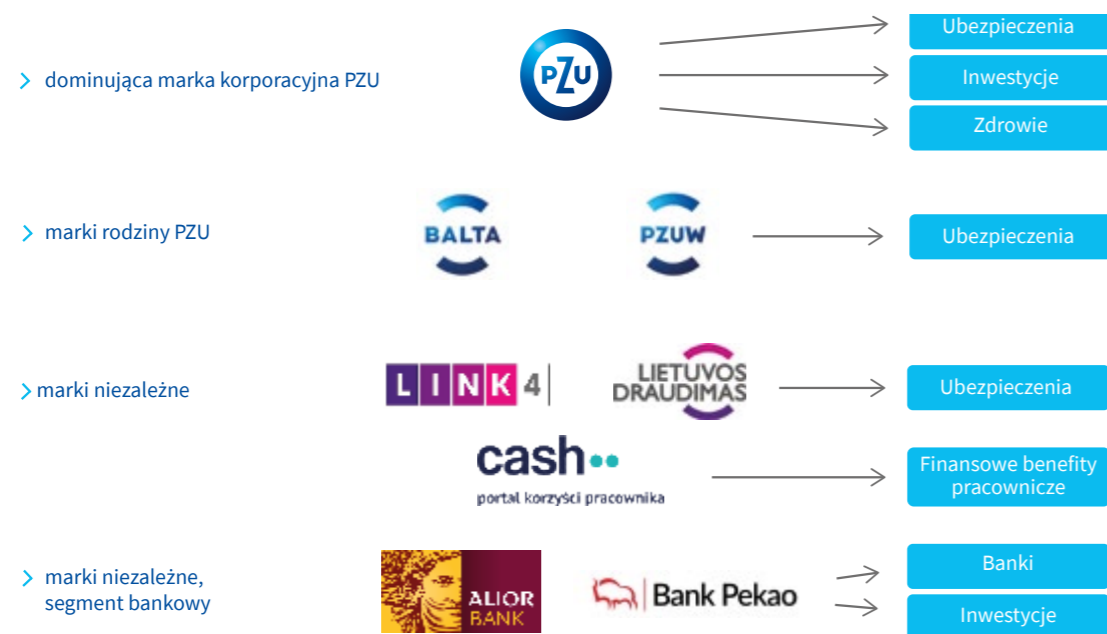 Ubezpieczenia
> dominująca marka korporacyjna PZU
PZU
Inwestycje
Zdrowie
> marki rodziny PZU
BALTA
PZUW
Ubezpieczenia
> marki niezależne
LINK4
LIETUVOS
DRAUDIMAS
Ubezpieczenia
cash
portal korzyści pracownika
Finansowe benefity
pracownicze
> marki niezależne,
segment bankowy
ALIOR
BANK
Bank Pekao
Banki
Inwestycje